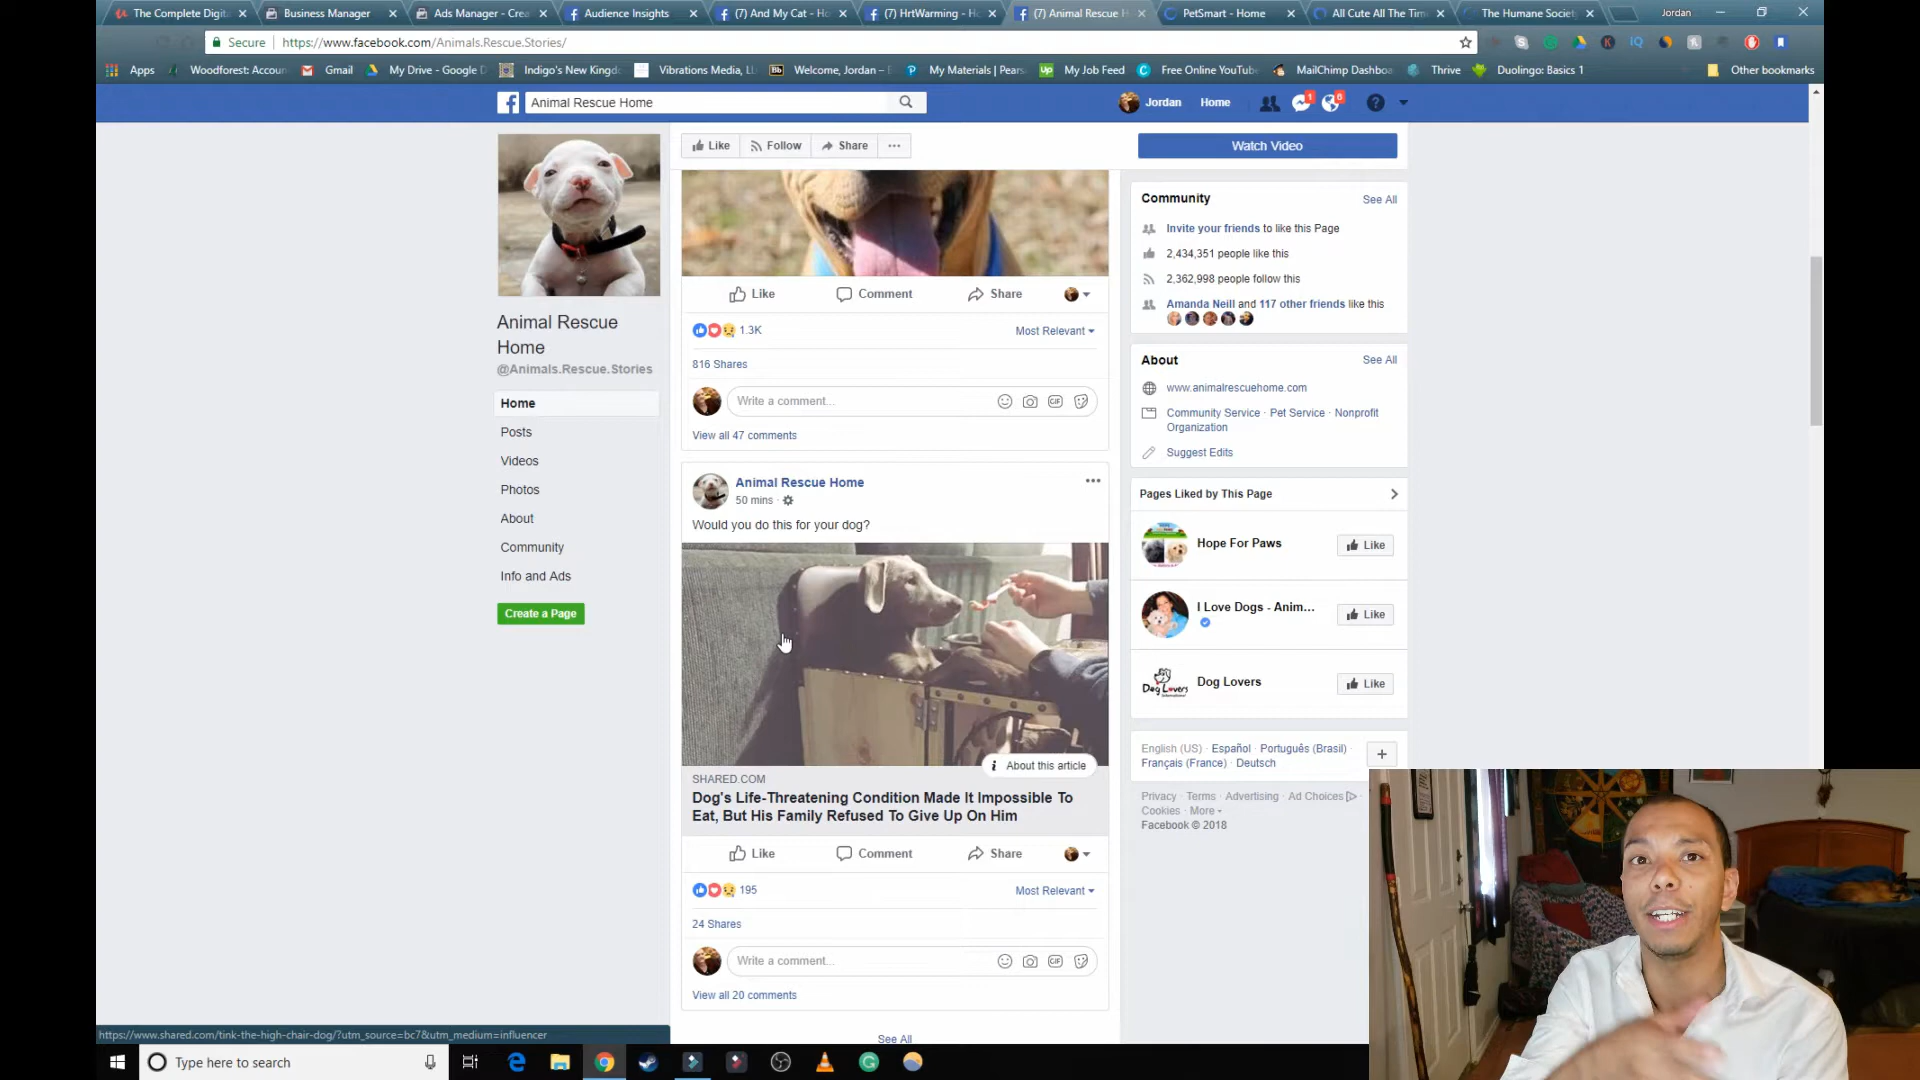 The Complete Digit
Business Manager
Ads Manager - Crea
Audience Insights
(7) And My Cat - Ho
(7) HrtWarming - H
(7) Animal Rescue H
PetSmart - Home
All Cute All The Tim
The Humane Societ
Jordan
Secure
https://www.facebook.com/Animals.Rescue.Stories/
Apps
Woodforest: Accoun
Gmail
My Drive - Google D
Indigo's New Kingdo
Vibrations Media, LL
Welcome, Jordan –
My Materials | Pears
My Job Feed
Free Online YouTube
MailChimp Dashboa
Thrive
Duolingo: Basics 1
Other bookmarks
Animal Rescue Home
Jordan
Home
1
6
Like
Follow
Share
Watch Video
Animal Rescue
Home
@Animals.Rescue.Stories
Home
Posts
Videos
Photos
About
Community
Info and Ads
Create a Page
Like
Comment
Share
1.3K
Most Relevant
816 Shares
Write a comment...
GIF
View all 47 comments
Animal Rescue Home
50 mins ·
Would you do this for your dog?
About this article
SHARED.COM
Dog's Life-Threatening Condition Made It Impossible To
Eat, But His Family Refused To Give Up On Him
Like
Comment
Share
195
Most Relevant
24 Shares
Write a comment...
GIF
View all 20 comments
See All
Community
See All
Invite your friends to like this Page
2,434,351 people like this
2,362,998 people follow this
Amanda Neill and 117 other friends like this
About
See All
www.animalrescuehome.com
Community Service · Pet Service · Nonprofit
Organization
Suggest Edits
Pages Liked by This Page
Hope For Paws
Like
I Love Dogs - Anim...
Like
Dog Lovers
Dog Lovers
Like
English (US) · Español · Português (Brasil) ·
Français (France) · Deutsch
Privacy · Terms · Advertising · Ad Choices ·
Cookies · More
Facebook © 2018
https://www.shared.com/tink-the-high-chair-dog/?utm_source=bc7&utm_medium=influencer
Type here to search